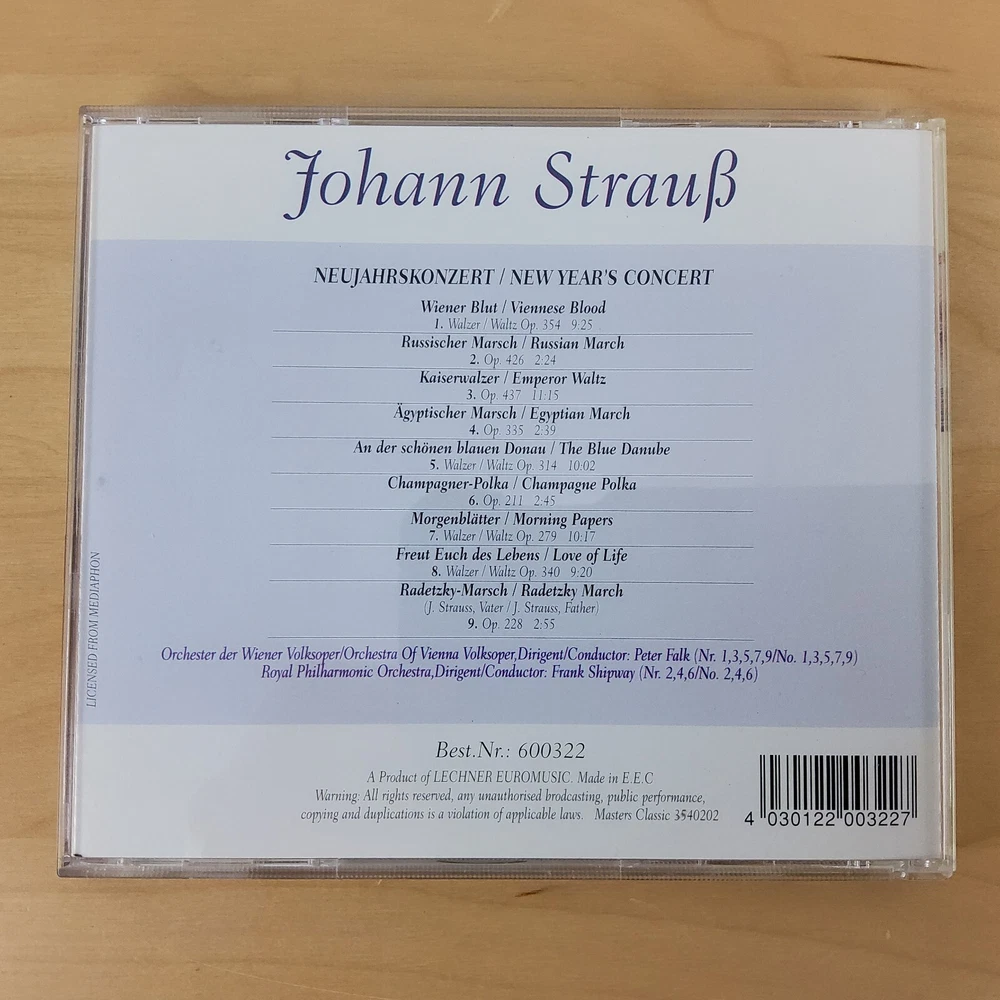 Johann Strauß
NEUJAHRSKONZERT / NEW YEAR'S CONCERT
Wiener Blut / Viennese Blood
1. Walzer / Waltz Op. 354 9:25
Russischer Marsch / Russian March
2. Op. 426 2:24
Kaiserwalzer / Emperor Waltz
3. Op. 437 11:15
Ägyptischer Marsch / Egyptian March
4. Op. 335 2:39
An der schönen blauen Donau / The Blue Danube
5. Walzer / Waltz Op. 314 10:02
Champagner-Polka / Champagne Polka
6. Op. 211 2:45
Morgenblätter / Morning Papers
7. Walzer / Waltz Op. 279 10:17
Freut Euch des Lebens / Love of Life
8. Walzer / Waltz Op. 340 9:20
Radetzky-Marsch / Radetzky March
(J. Strauss, Vater / J. Strauss, Father)
9. Op. 228 2:55
Orchester der Wiener Volksoper/Orchestra Of Vienna Volksoper,Dirigent/Conductor: Peter Falk (Nr. 1,3,5,7,9/No. 1,3,5,7,9)
Royal Philharmonic Orchestra,Dirigent/Conductor: Frank Shipway (Nr. 2,4,6/No. 2,4,6)
LICENSED FROM MEDIAPHON
Best.Nr.: 600322
A Product of LECHNER EUROMUSIC. Made in E.E.C
Warning: All rights reserved, any unauthorised brodcasting, public performance,
copying and duplications is a violation of applicable laws. Masters Classic 3540202
4 030122 003227